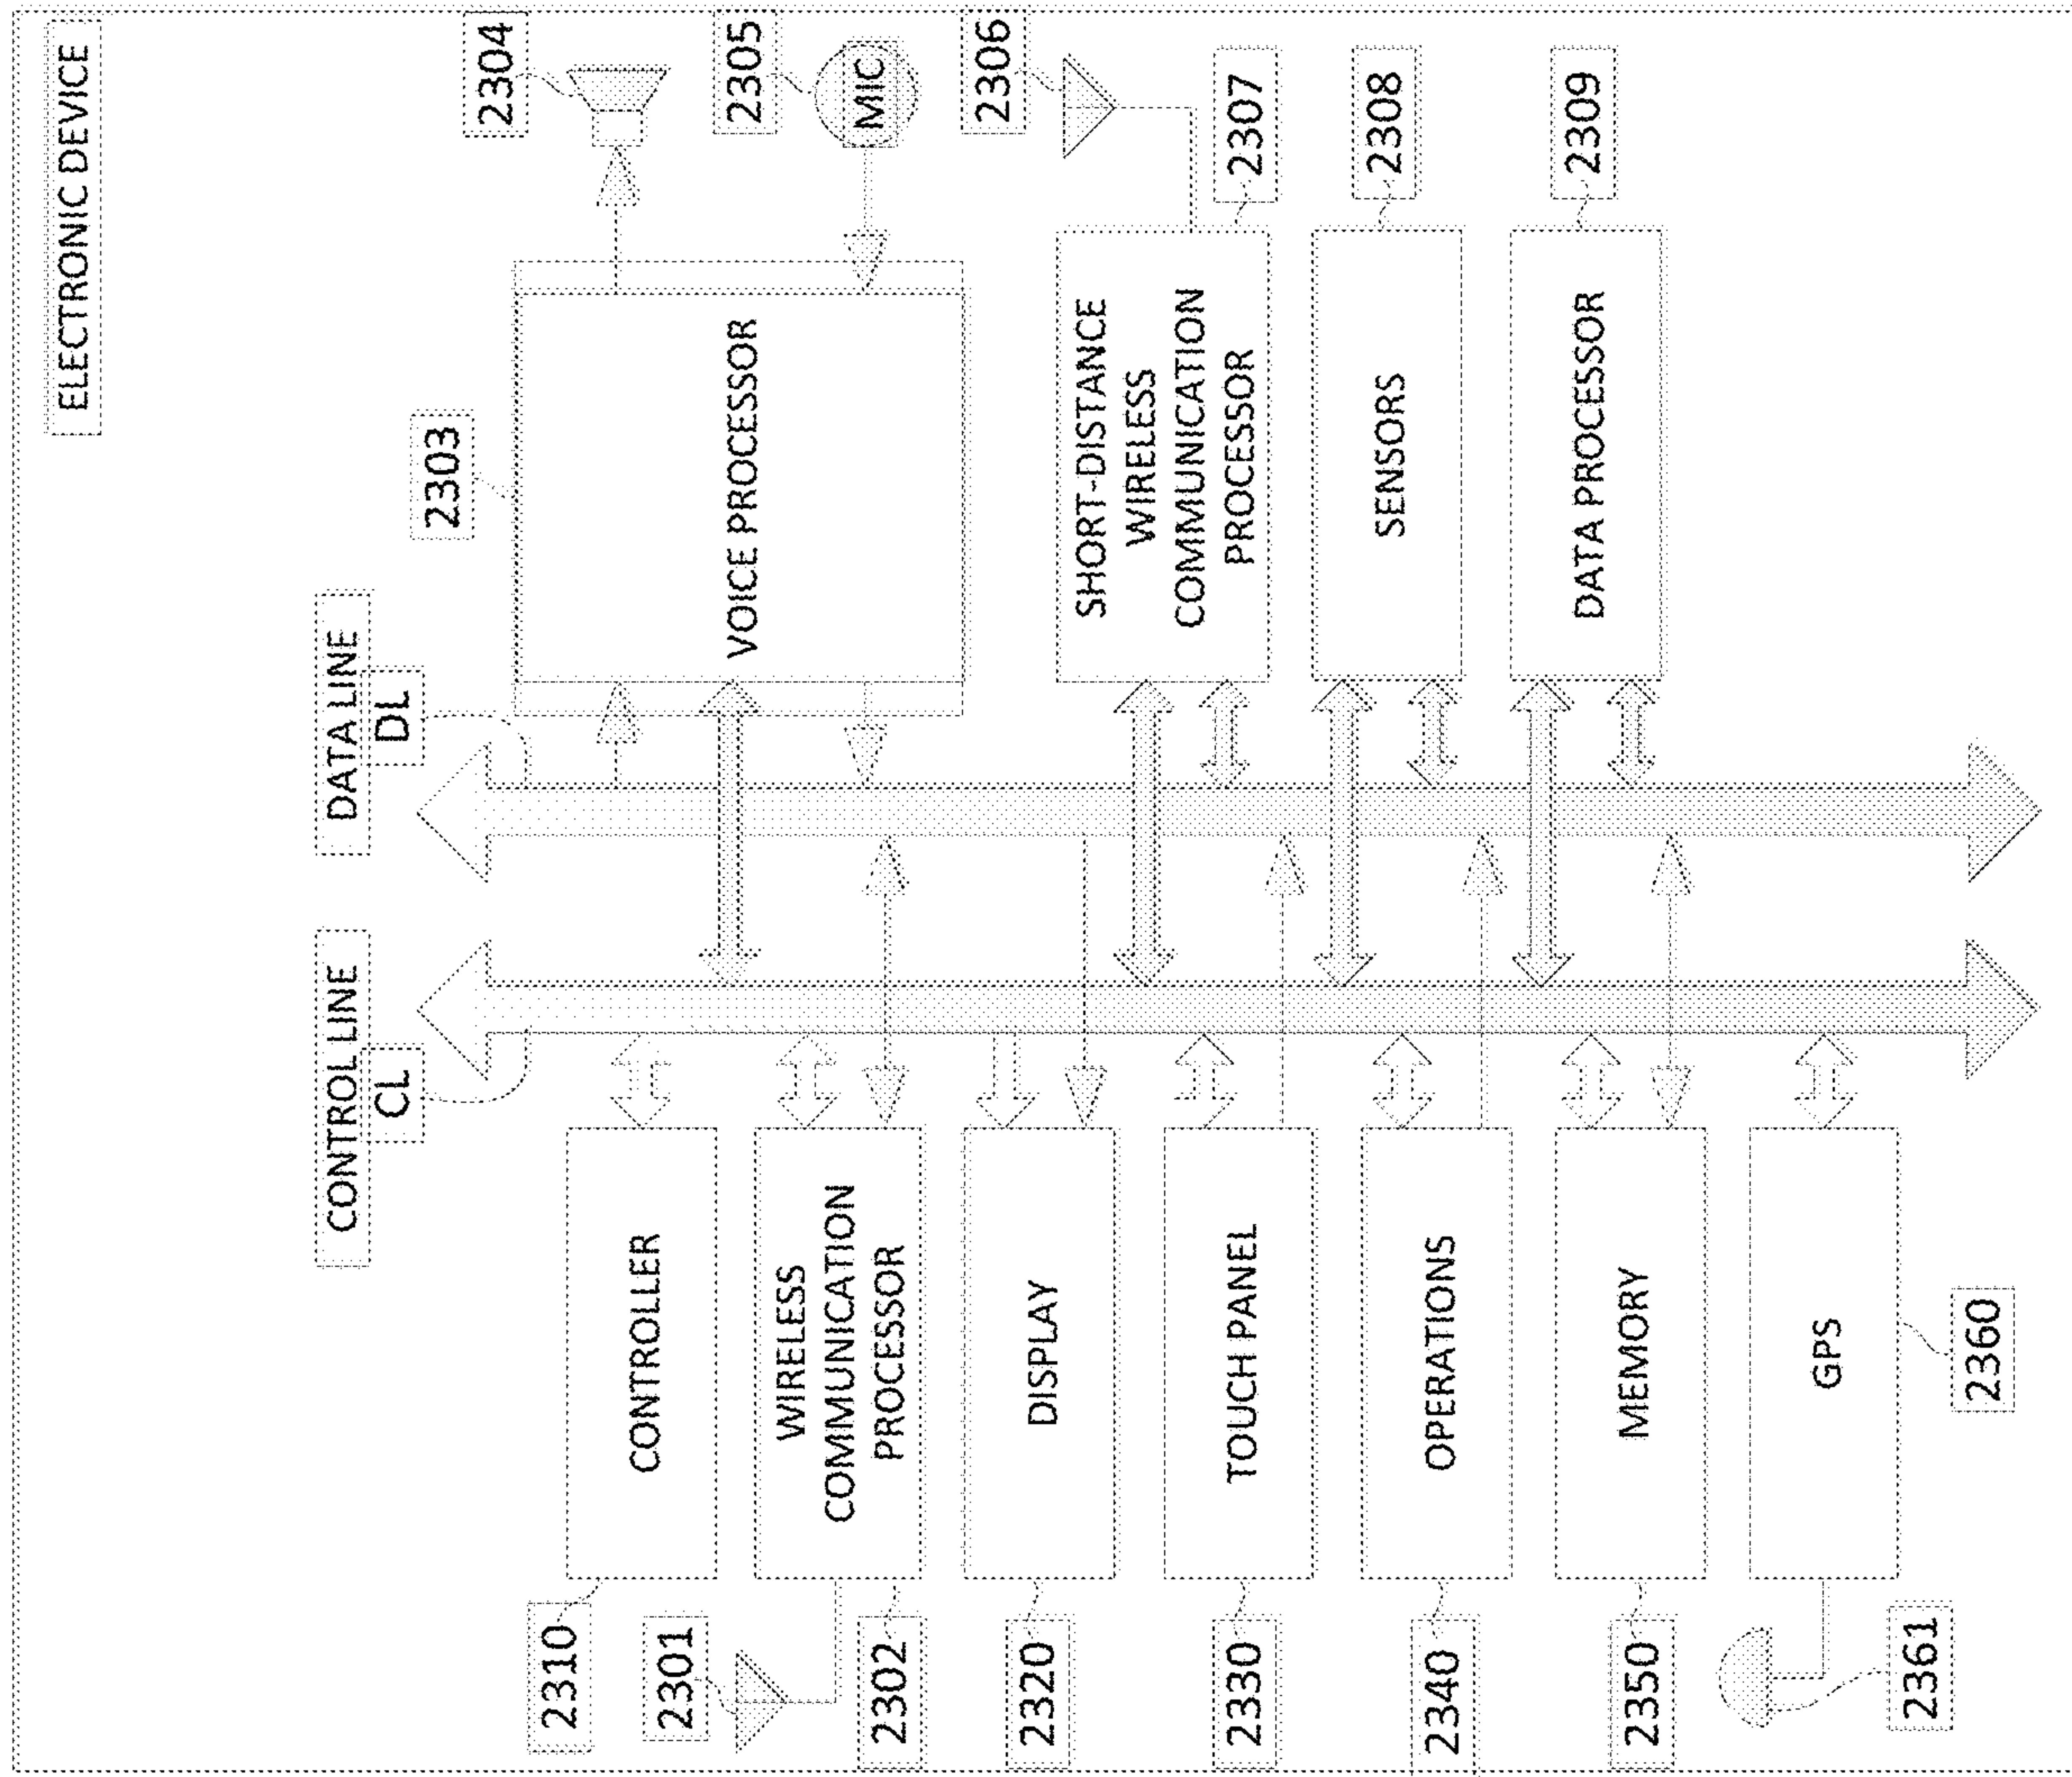 ELECTRONIC DEVICE
CONTROL LINE
CL
DATA LINE
DL
2310
CONTROLLER
2301
2302
WIRELESS
COMMUNICATION
PROCESSOR
2320
DISPLAY
2330
TOUCH PANEL
2340
OPERATIONS
2350
MEMORY
2361
GPS
2360
2303
VOICE PROCESSOR
2304
2305
MIC
2306
SHORT-DISTANCE
WIRELESS
COMMUNICATION
PROCESSOR
2307
SENSORS
2308
DATA PROCESSOR
2309